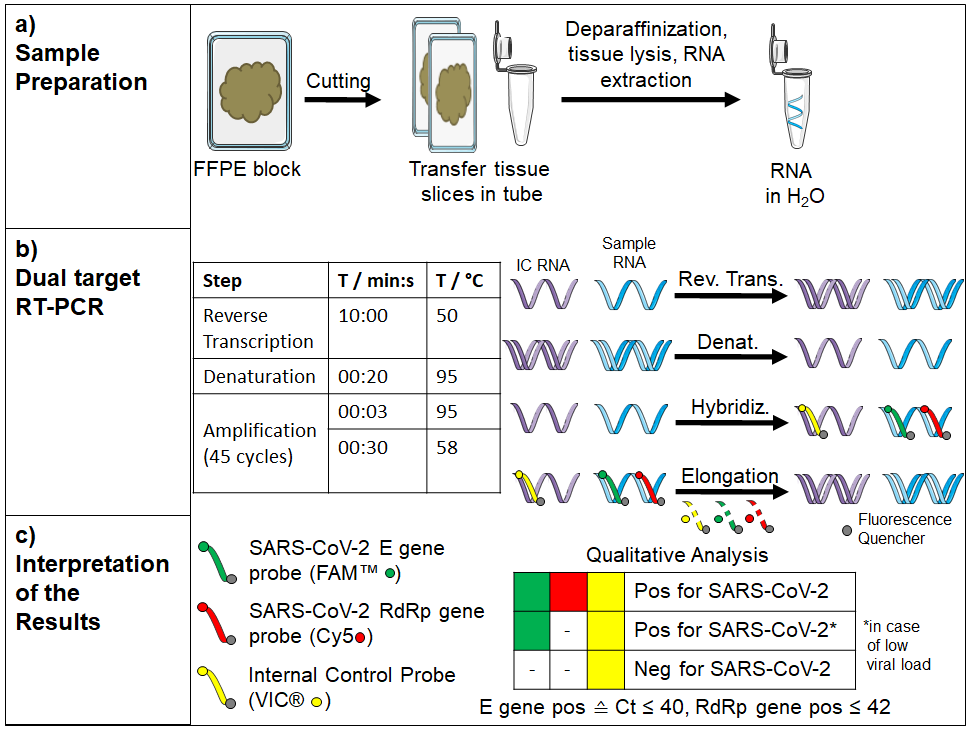 a)
Sample
Preparation
FFPE block
Cutting
Transfer tissue
slices in tube
Deparaffinization,
tissue lysis, RNA
extraction
RNA
in H₂O
b)
Dual target
RT-PCR
Step T / min:s T / °C
Reverse
Transcription 10:00 50
Denaturation 00:20 95
Amplification
(45 cycles)
00:03 95
00:30 58
IC RNA
Sample
RNA
Rev. Trans.
Denat.
Hybridiz.
Elongation
Fluorescence
Quencher
c)
Interpretation
of the
Results
SARS-CoV-2 E gene
probe (FAM™ )
SARS-CoV-2 RdRp gene
probe (Cy5 )
Internal Control Probe
(VIC® )
Qualitative Analysis
Pos for SARS-CoV-2
- Pos for SARS-CoV-2*
- - Neg for SARS-CoV-2
*in case
of low
viral load
E gene pos ≙ Ct ≤ 40, RdRp gene pos ≤ 42